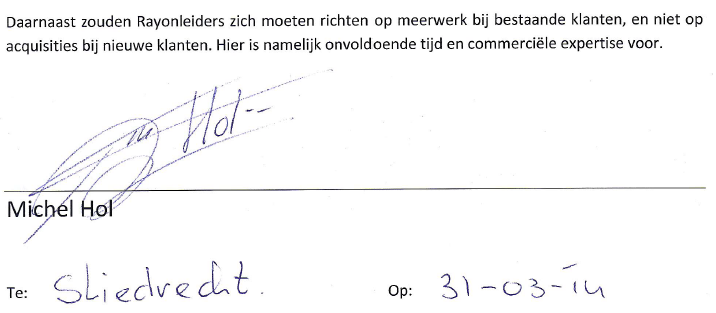 Daarnaast zouden Rayonleiders zich moeten richten op meerwerk bij bestaande klanten, en niet op
acquisities bij nieuwe klanten. Hier is namelijk onvoldoende tijd en commerciële expertise voor.
M Hol--
Michel Hol
Te: Sliedrecht. Op: 31-03-14